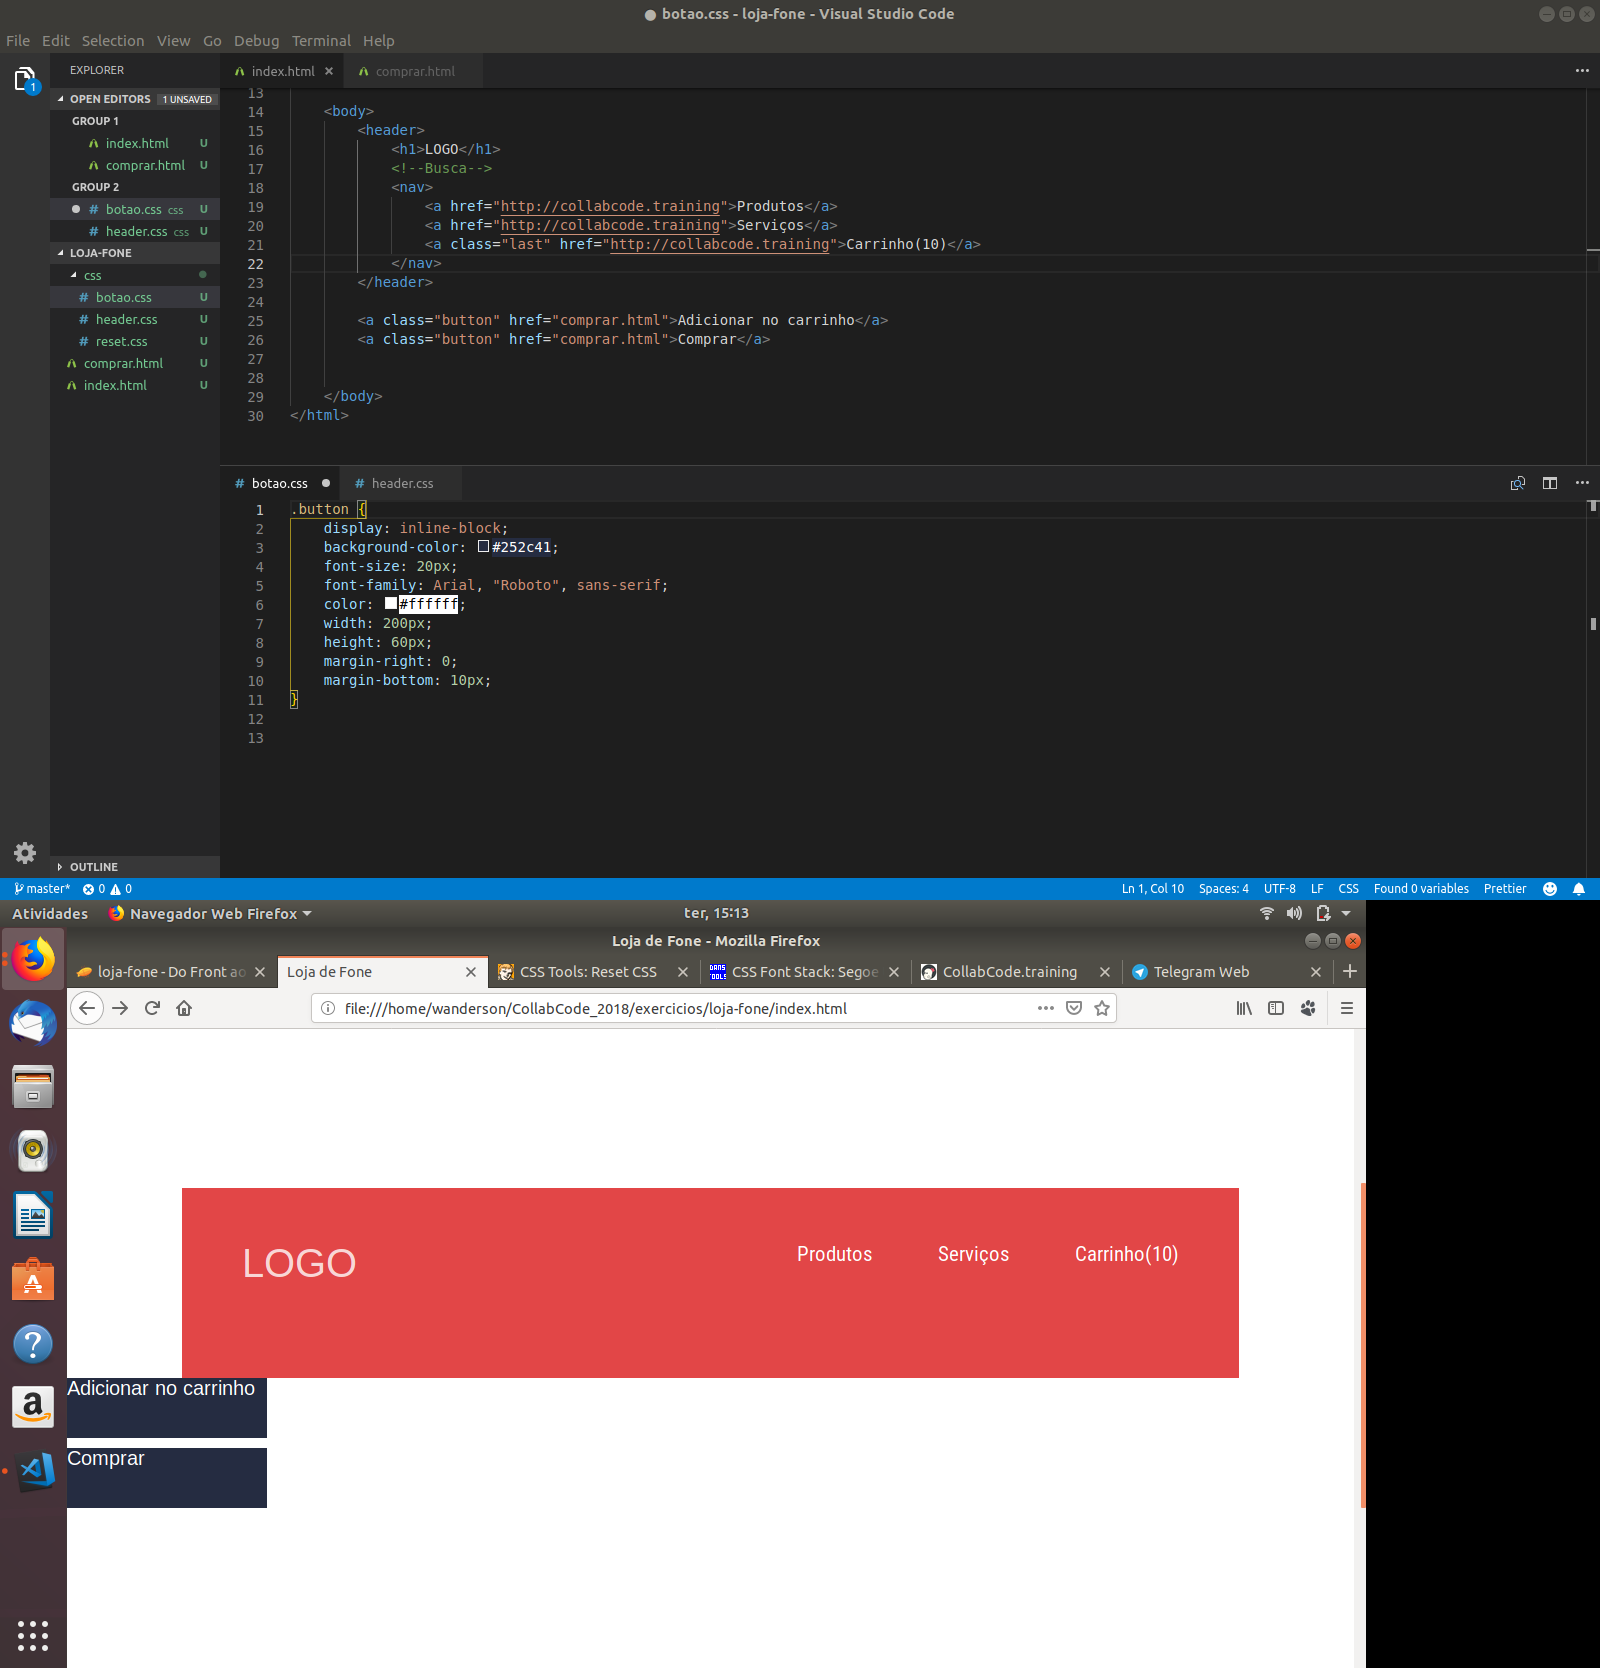 botao.css - loja-fone - Visual Studio Code
File Edit Selection View Go Debug Terminal Help
1
EXPLORER
OPEN EDITORS 1 UNSAVED
GROUP 1
index.html U
comprar.html U
GROUP 2
# botao.css css U
# header.css css U
LOJA-FONE
css
# botao.css U
# header.css U
# reset.css U
comprar.html U
index.html U
OUTLINE
index.html × comprar.html ...
13
14 <body>
15 <header>
16 <h1>LOGO</h1>
17 <!--Busca-->
18 <nav>
19 <a href="http://collabcode.training">Produtos</a>
20 <a href="http://collabcode.training">Serviços</a>
21 <a class="last" href="http://collabcode.training">Carrinho(10)</a>
22 </nav>
23 </header>
24
25 <a class="button" href="comprar.html">Adicionar no carrinho</a>
26 <a class="button" href="comprar.html">Comprar</a>
27
28
29 </body>
30 </html>
# botao.css # header.css ...
1 .button {
2 display: inline-block;
3 background-color: #252c41;
4 font-size: 20px;
5 font-family: Arial, "Roboto", sans-serif;
6 color: #ffffff;
7 width: 200px;
8 height: 60px;
9 margin-right: 0;
10 margin-bottom: 10px;
11 }
12
13
master* 0 0 Ln 1, Col 10 Spaces: 4 UTF-8 LF CSS Found 0 variables Prettier
Atividades Navegador Web Firefox ter, 15:13
Loja de Fone - Mozilla Firefox
loja-fone - Do Front ao Loja de Fone CSS Tools: Reset CSS DANS TOOLS CSS Font Stack: Segoe CollabCode.training Telegram Web
file:///home/wanderson/CollabCode_2018/exercicios/loja-fone/index.html
LOGO Produtos Serviços Carrinho(10)
Adicionar no carrinho
Comprar